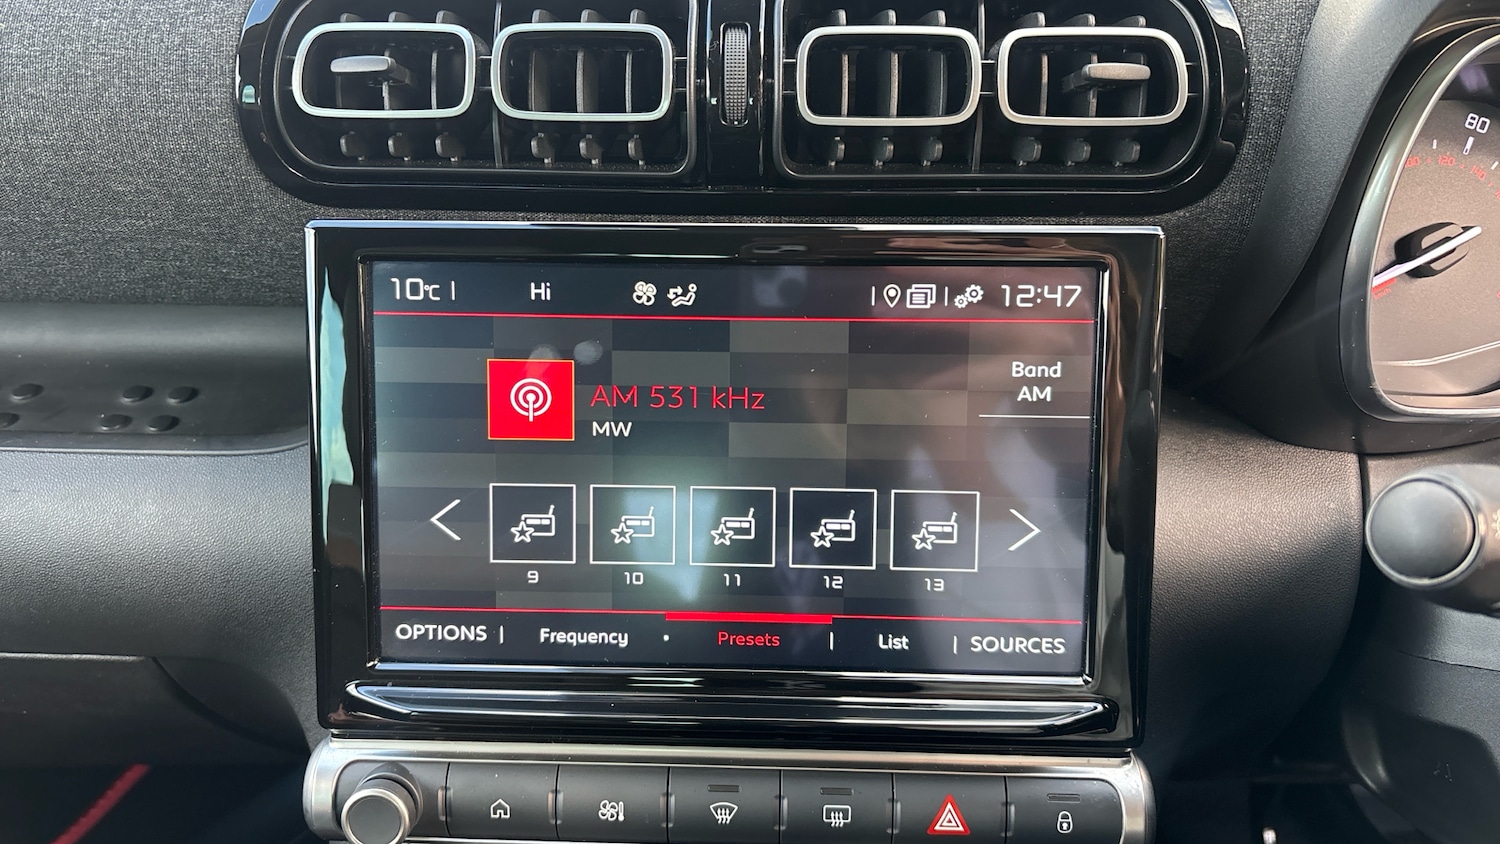 80
120
10°C |
Hi
12:47
AM 531 kHz
MW
Band
AM
9
10
11
12
13
OPTIONS
Frequency
Presets
List
SOURCES